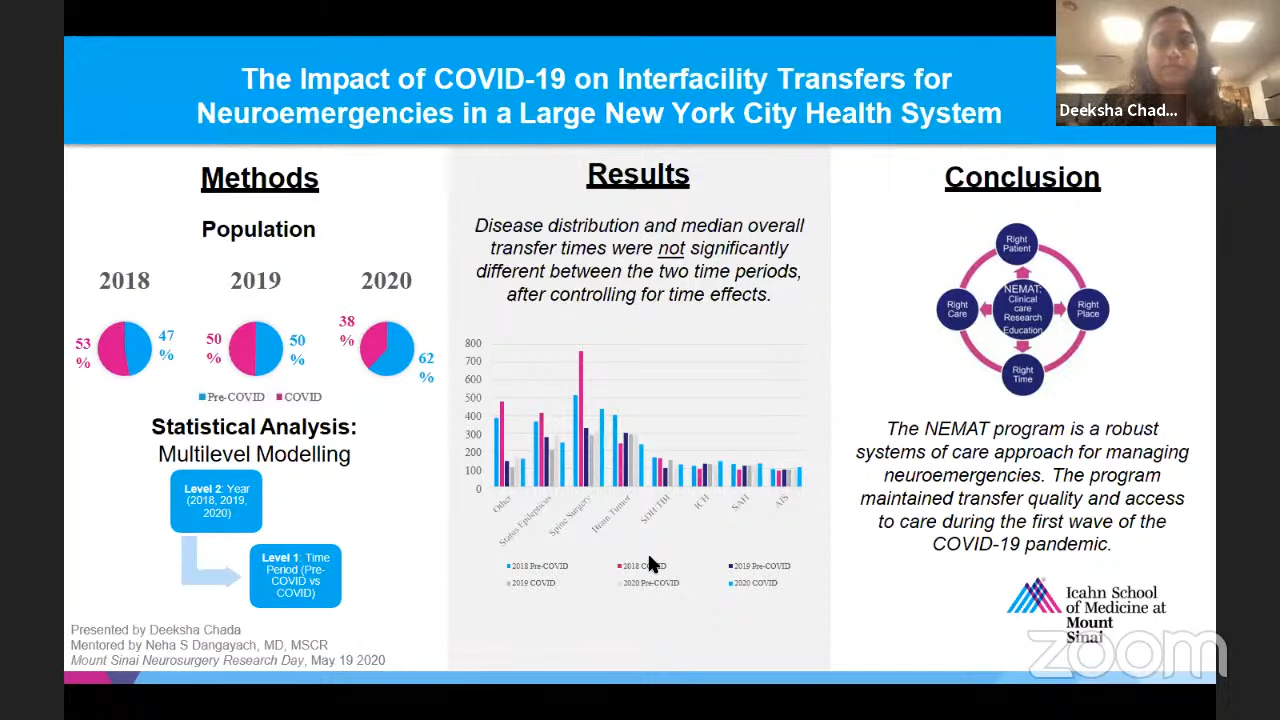 The Impact of COVID-19 on Interfacility Transfers for
Neuroemergencies in a Large New York City Health System
Deeksha Chad...
Methods
Population
2018
2019
2020
53
%
47
%
50
%
50
%
38
%
62
%
Pre-COVID
COVID
Statistical Analysis:
Multilevel Modelling
Level 2: Year
(2018, 2019,
2020)
Level 1: Time
Period (Pre-
COVID vs
COVID)
Presented by Deeksha Chada
Mentored by Neha S Dangayach, MD, MSCR
Mount Sinai Neurosurgery Research Day, May 19 2020
Results
Disease distribution and median overall
transfer times were not significantly
different between the two time periods,
after controlling for time effects.
800
700
600
500
400
300
200
100
0
Other
Status Epilepticus
Spine Surgery
Brain Tumor
SDH/TBI
ICH
SAH
AIS
2018 Pre-COVID
2018 COVID
2019 Pre-COVID
2019 COVID
2020 Pre-COVID
2020 COVID
Conclusion
Right
Patient
Right
Care
NEMAT:
Clinical
care
Research
Education
Right
Place
Right
Time
The NEMAT program is a robust
systems of care approach for managing
neuroemergencies. The program
maintained transfer quality and access
to care during the first wave of the
COVID-19 pandemic.
Icahn School
of Medicine at
Mount
Sinai
zoom